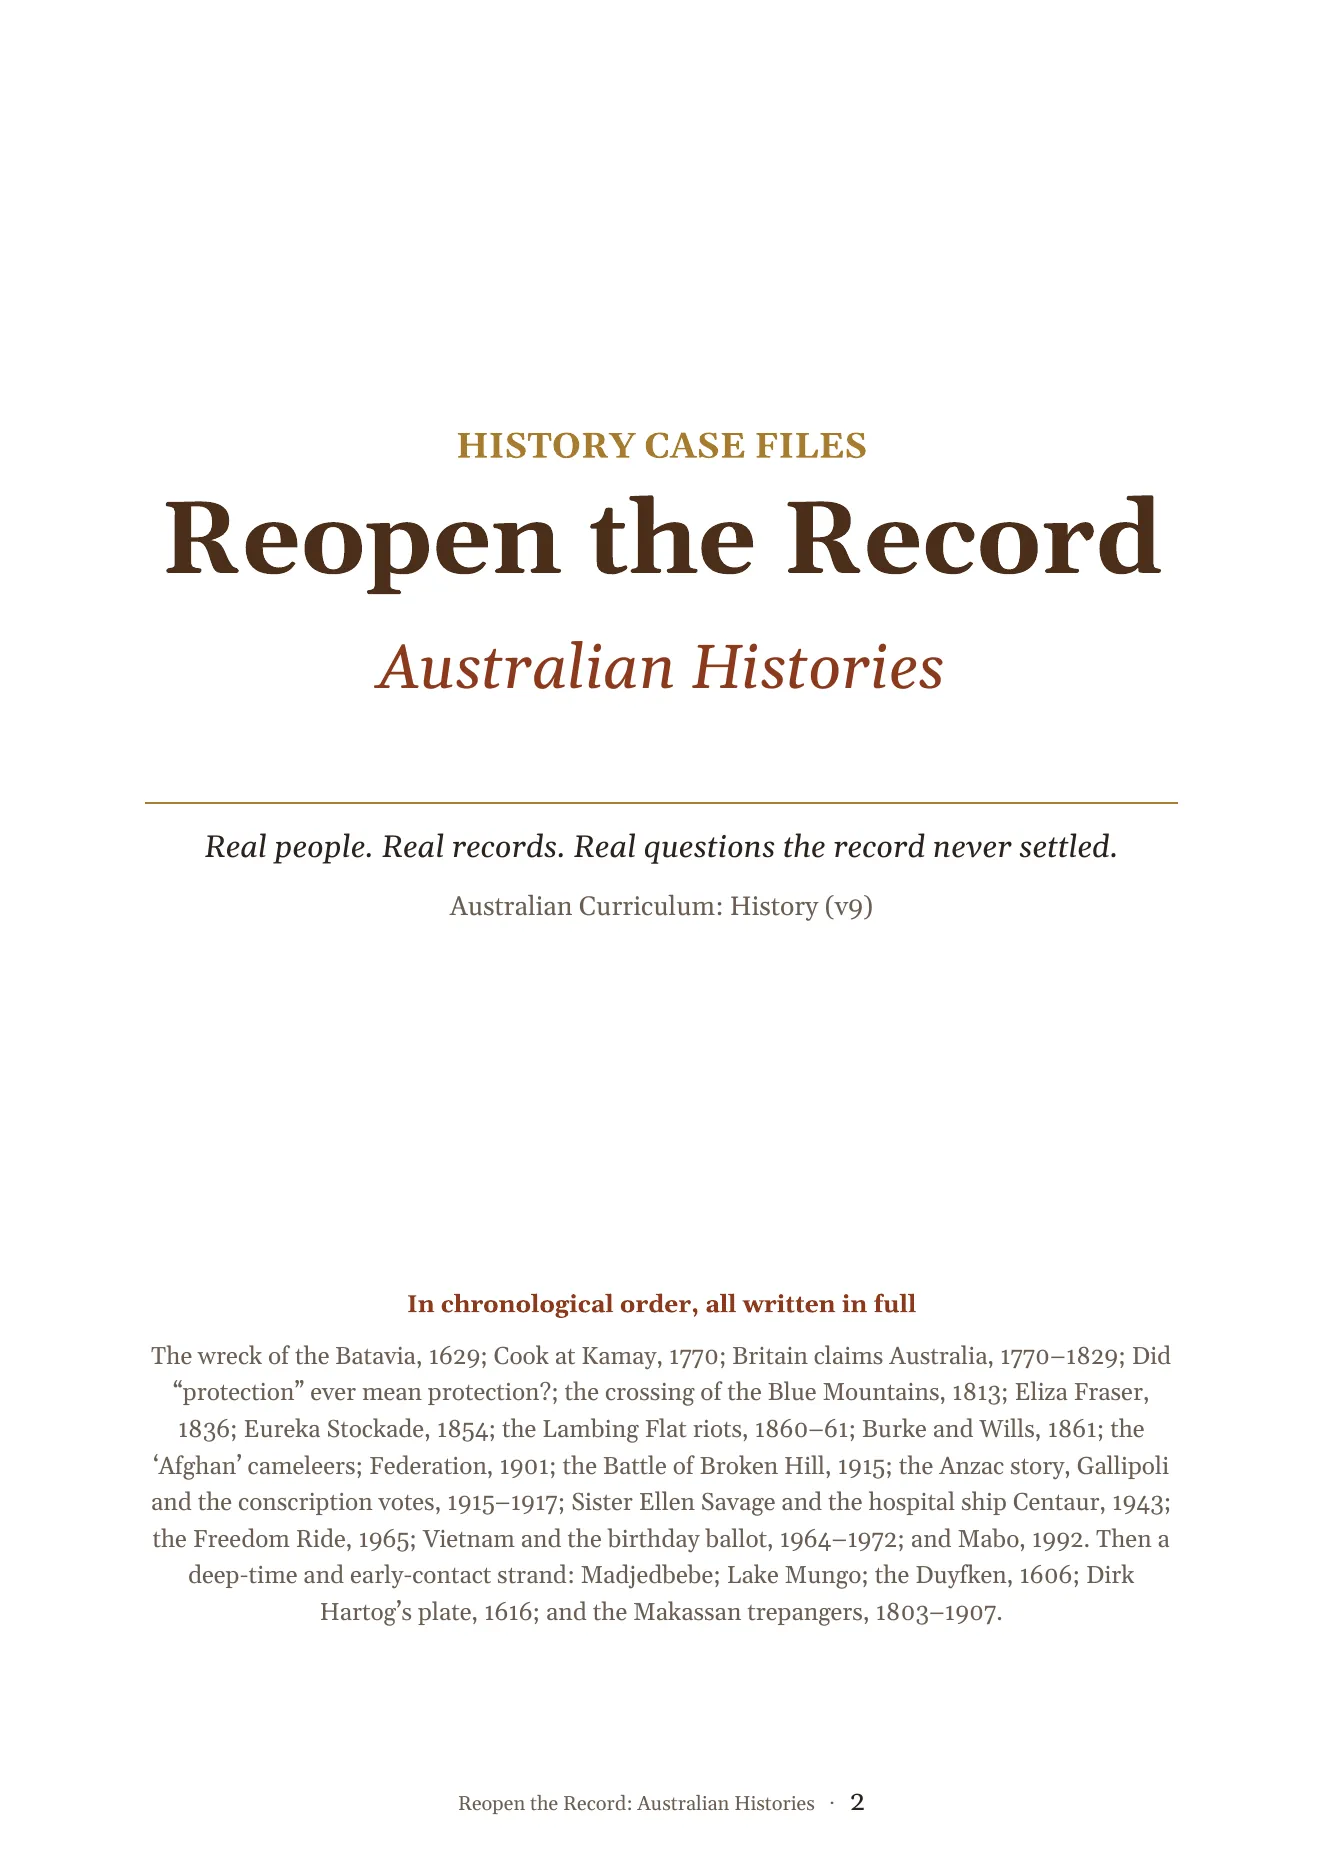 HISTORY CASE FILES
Reopen the Record
Australian Histories
Real people. Real records. Real questions the record never settled.
Australian Curriculum: History (v9)
In chronological order, all written in full
The wreck of the Batavia, 1629; Cook at Kamay, 1770; Britain claims Australia, 1770–1829; Did
“protection” ever mean protection?; the crossing of the Blue Mountains, 1813; Eliza Fraser,
1836; Eureka Stockade, 1854; the Lambing Flat riots, 1860–61; Burke and Wills, 1861; the
‘Afghan’ cameleers; Federation, 1901; the Battle of Broken Hill, 1915; the Anzac story, Gallipoli
and the conscription votes, 1915–1917; Sister Ellen Savage and the hospital ship Centaur, 1943;
the Freedom Ride, 1965; Vietnam and the birthday ballot, 1964–1972; and Mabo, 1992. Then a
deep-time and early-contact strand: Madjedbebe; Lake Mungo; the Duyfken, 1606; Dirk
Hartog’s plate, 1616; and the Makassan trepangers, 1803–1907.
Reopen the Record: Australian Histories · 2